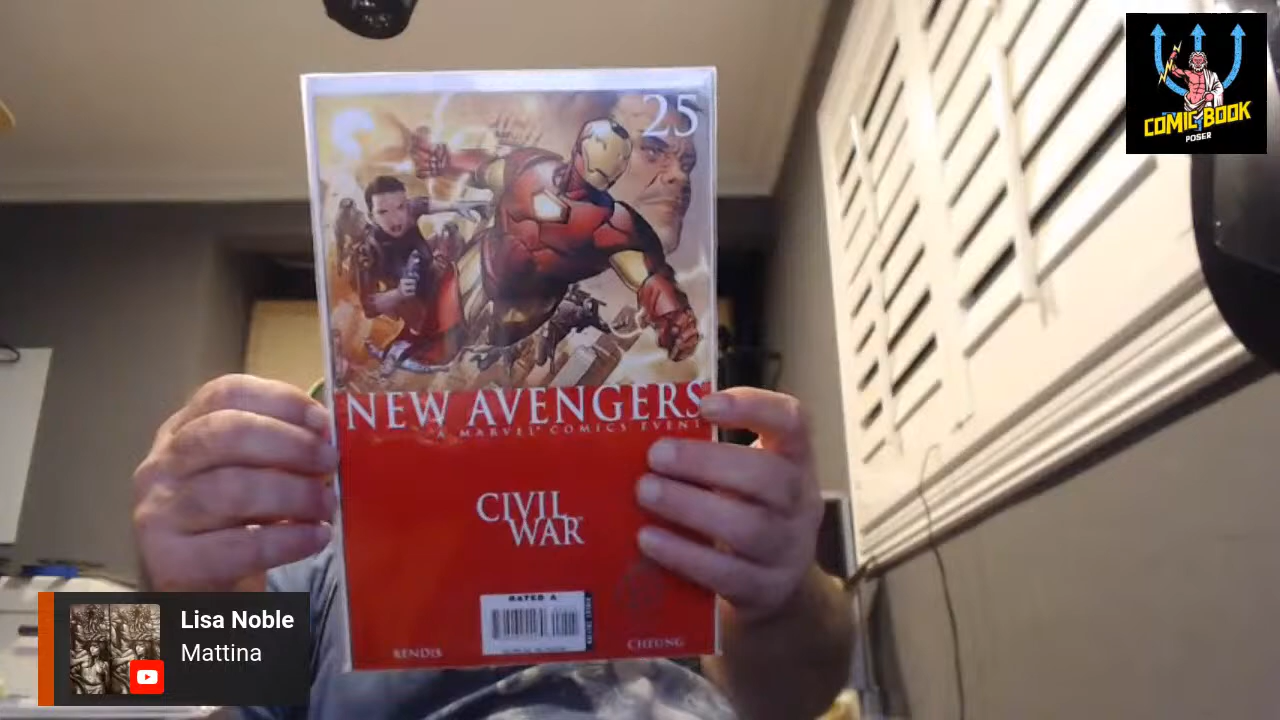 COMIC BOOK
POSER
25
NEW AVENGERS
A MARVEL COMICS EVENT
CIVIL
WAR
RATED A
BENDIS
CHEUNG
Lisa Noble
Mattina